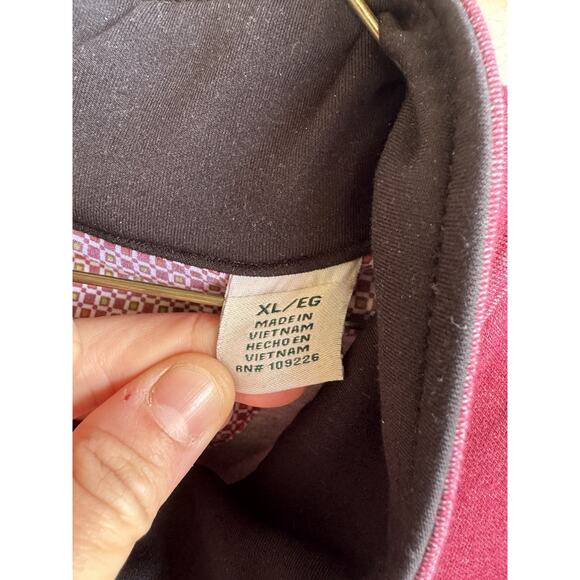 XL/EG
MADE IN
VIETNAM
HECHO EN
VIETNAM
RN# 109226